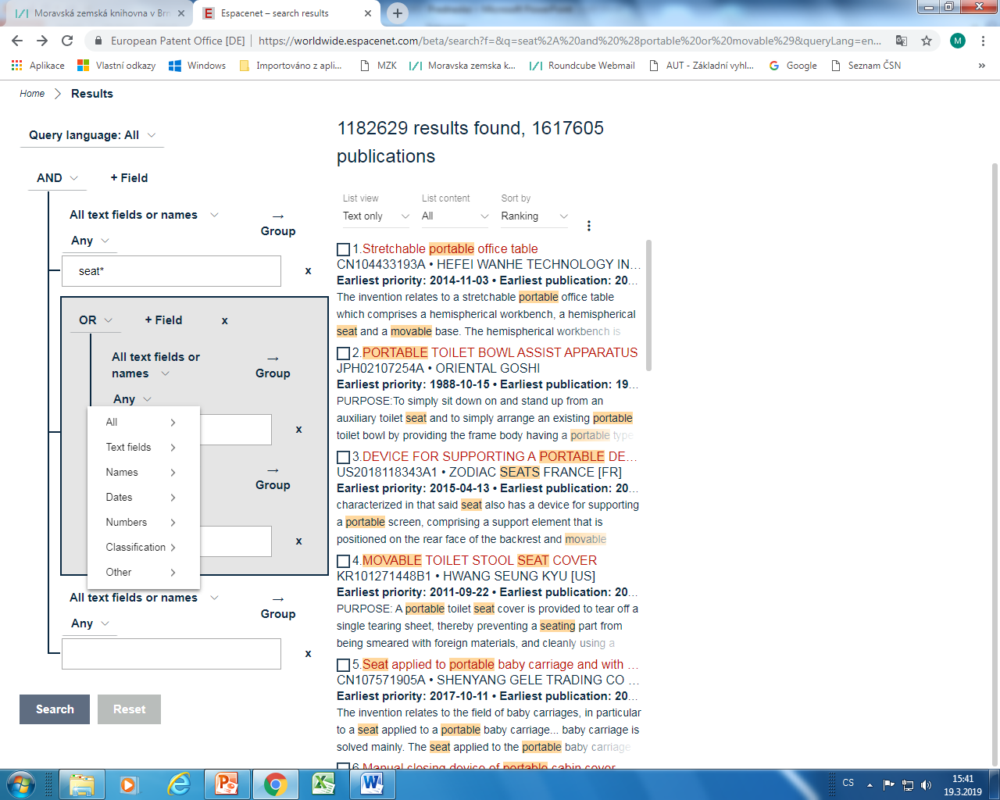 Moravská zemská knihovna v Brn
Espacenet – search results
European Patent Office [DE]
https://worldwide.espacenet.com/beta/search?f=&q=seat%2A%20and%20%28portable%20or%20movable%29&queryLang=en...
M
Aplikace
Vlastní odkazy
Windows
Importováno z apli...
MZK
Moravska zemska k...
Roundcube Webmail
AUT - Základní vyhl...
Google
Seznam ČSN
»
Home
Results
Query language: All
AND
+ Field
All text fields or names
→
Group
Any
seat*
x
OR
+ Field
x
All text fields or
names
→
Group
Any
x
All
Text fields
Names
Dates
Numbers
Classification
Other
→
Group
x
All text fields or names
→
Group
Any
x
Search
Reset
1182629 results found, 1617605
publications
List view
List content
Sort by
Text only
All
Ranking
1.Stretchable portable office table
CN104433193A • HEFEI WANHE TECHNOLOGY IN...
Earliest priority: 2014-11-03 • Earliest publication: 20...
The invention relates to a stretchable portable office table
which comprises a hemispherical workbench, a hemispherical
seat and a movable base. The hemispherical workbench is
2.PORTABLE TOILET BOWL ASSIST APPARATUS
JPH02107254A • ORIENTAL GOSHI
Earliest priority: 1988-10-15 • Earliest publication: 19...
PURPOSE:To simply sit down on and stand up from an
auxiliary toilet seat and to simply arrange an existing portable
toilet bowl by providing the frame body having a portable type
3.DEVICE FOR SUPPORTING A PORTABLE DE...
US2018118343A1 • ZODIAC SEATS FRANCE [FR]
Earliest priority: 2015-04-13 • Earliest publication: 20...
characterized in that said seat also has a device for supporting
a portable screen, comprising a support element that is
positioned on the rear face of the backrest and movable
4.MOVABLE TOILET STOOL SEAT COVER
KR101271448B1 • HWANG SEUNG KYU [US]
Earliest priority: 2011-09-22 • Earliest publication: 20...
PURPOSE: A portable toilet seat cover is provided to tear off a
single tearing sheet, thereby preventing a seating part from
being smeared with foreign materials, and cleanly using a
5.Seat applied to portable baby carriage and with ...
CN107571905A • SHENYANG GELE TRADING CO ...
Earliest priority: 2017-10-11 • Earliest publication: 20...
The invention relates to the field of baby carriages, in particular
to a seat applied to a portable baby carriage... baby carriage is
solved mainly. The seat applied to the portable baby carriage
6.Manual closing device of portable cabin cover
CS
15:41
19.3.2019